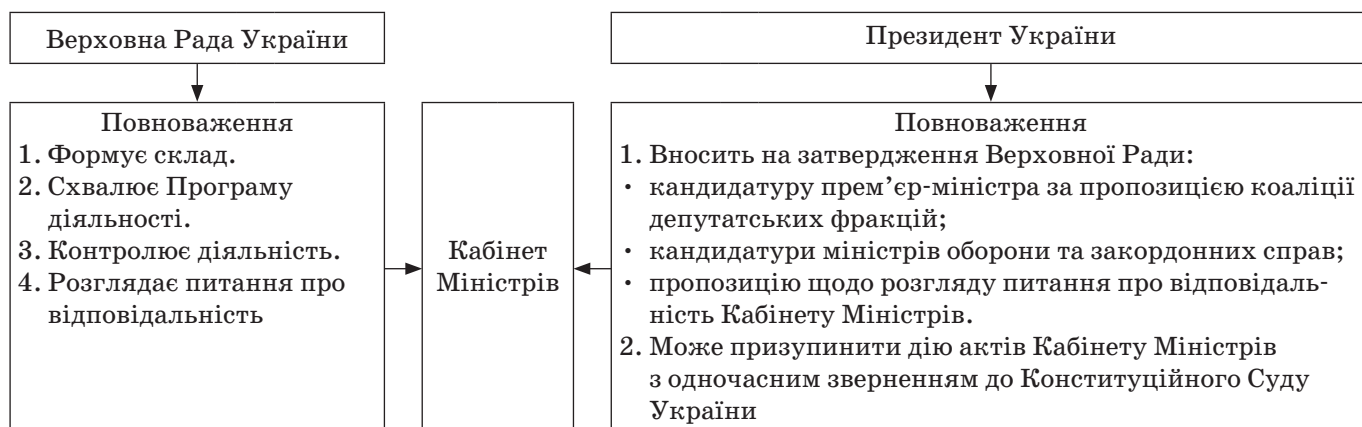 Верховна Рада України
Президент України
Повноваження
1. Формує склад.
2. Схвалює Програму
діяльності.
3. Контролює діяльність.
4. Розглядає питання про
відповідальність
Кабінет
Міністрів
Повноваження
1. Вносить на затвердження Верховної Ради:
• кандидатуру прем’єр-міністра за пропозицією коаліції
депутатських фракцій;
• кандидатури міністрів оборони та закордонних справ;
• пропозицію щодо розгляду питання про відповідаль-
ність Кабінету Міністрів.
2. Може призупинити дію актів Кабінету Міністрів
з одночасним зверненням до Конституційного Суду
України